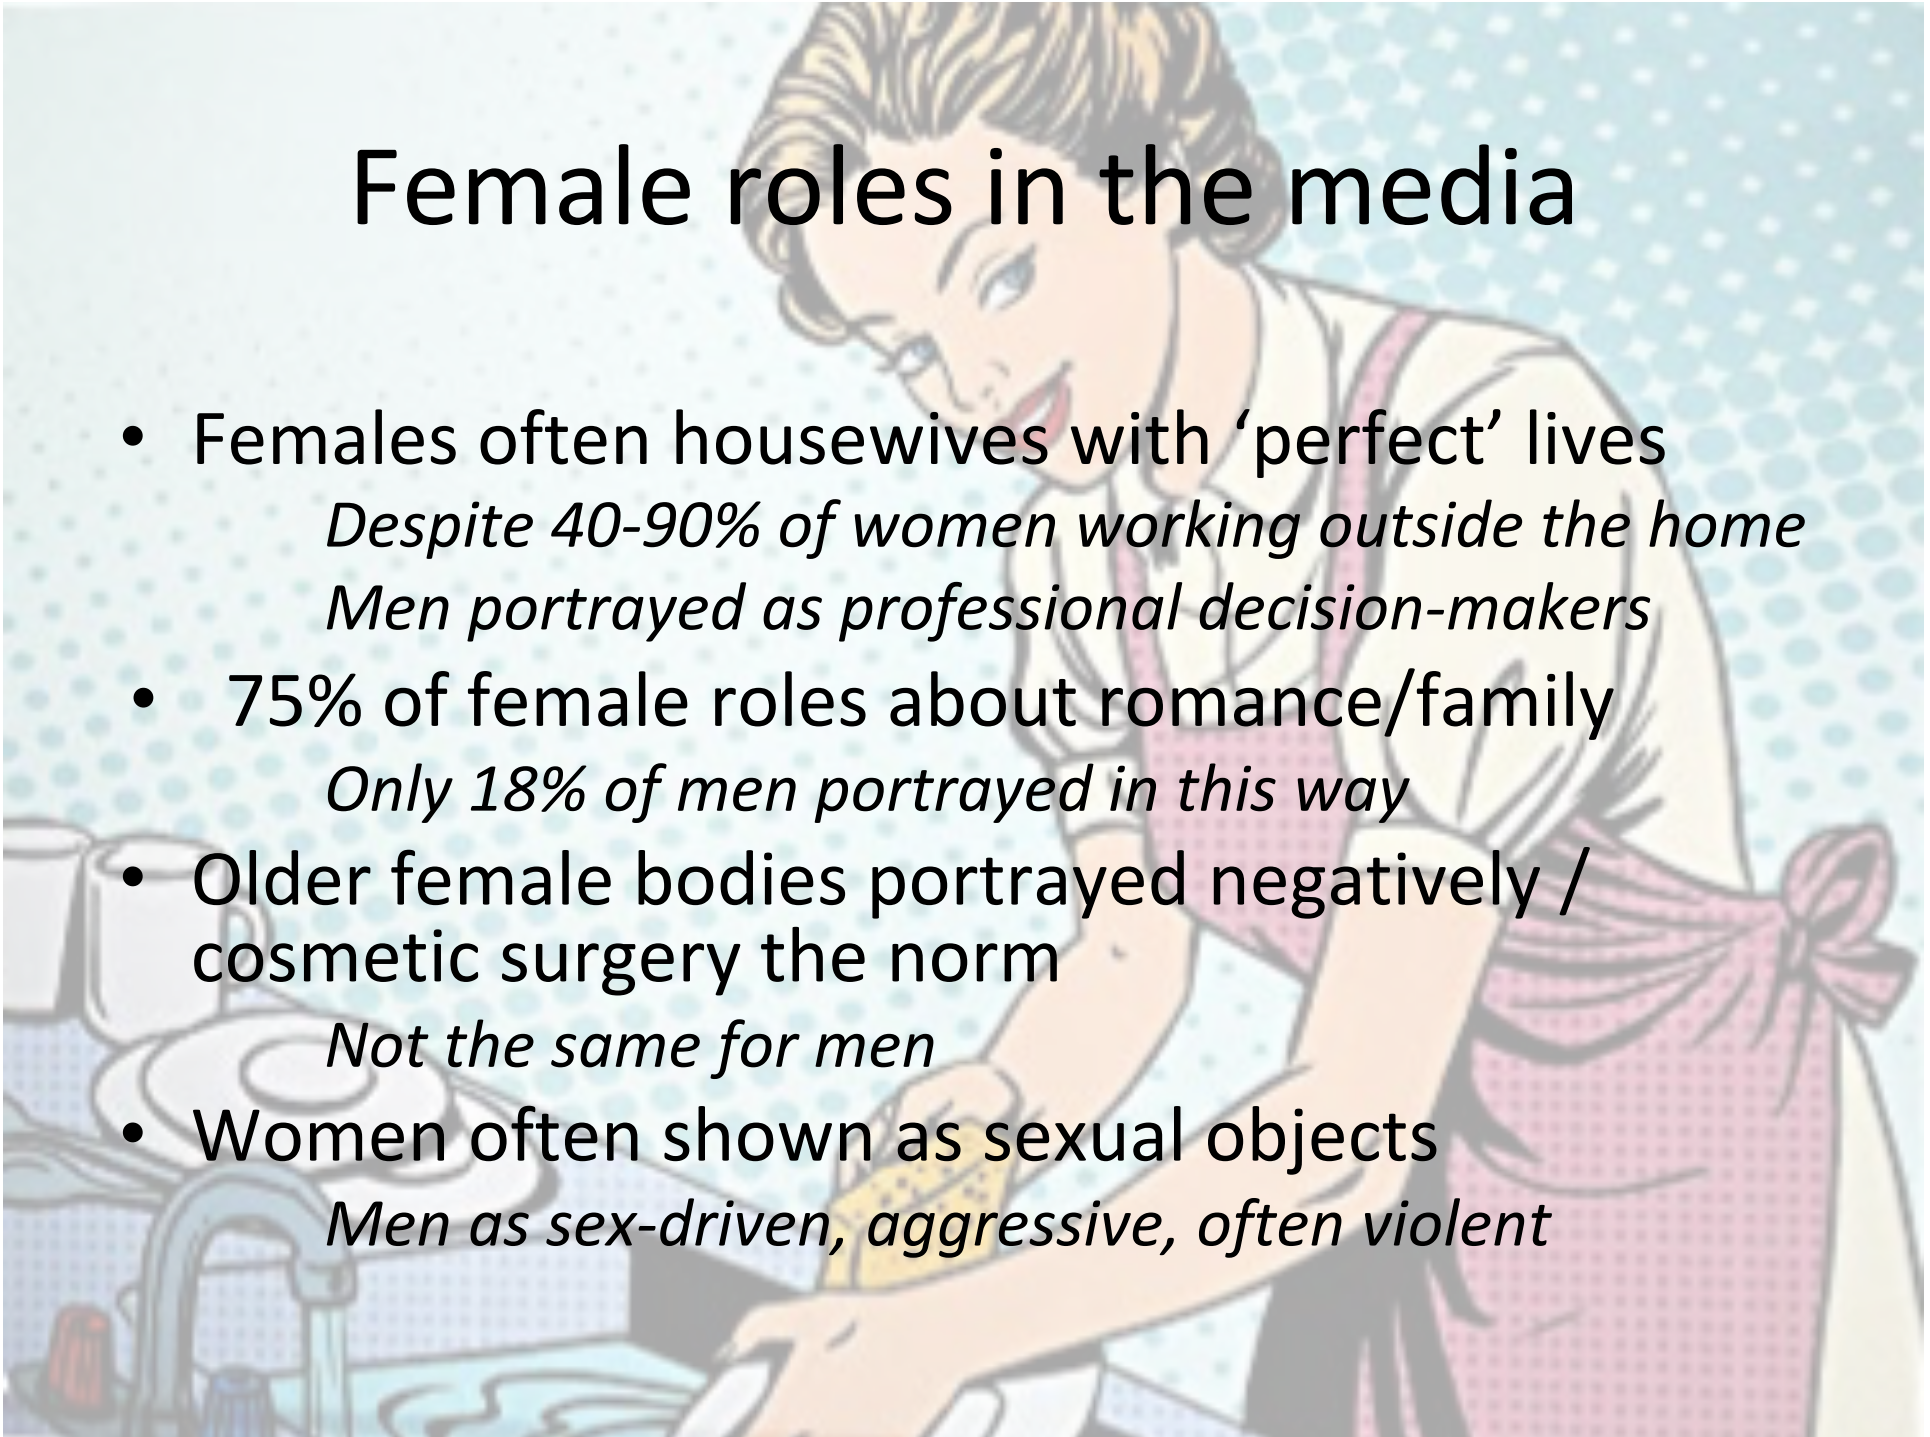 Female roles in the media
• Females often housewives with ‘perfect’ lives
Despite 40-90% of women working outside the home
Men portrayed as professional decision-makers
• 75% of female roles about romance/family
Only 18% of men portrayed in this way
• Older female bodies portrayed negatively /
cosmetic surgery the norm
Not the same for men
• Women often shown as sexual objects
Men as sex-driven, aggressive, often violent